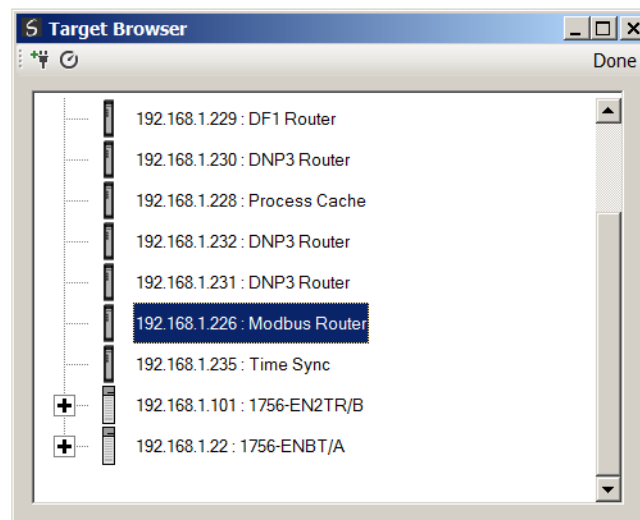 Target Browser
Done
192.168.1.229 : DF1 Router
192.168.1.230 : DNP3 Router
192.168.1.228 : Process Cache
192.168.1.232 : DNP3 Router
192.168.1.231 : DNP3 Router
192.168.1.226 : Modbus Router
192.168.1.235 : Time Sync
192.168.1.101 : 1756-EN2TR/B
192.168.1.22 : 1756-ENBT/A